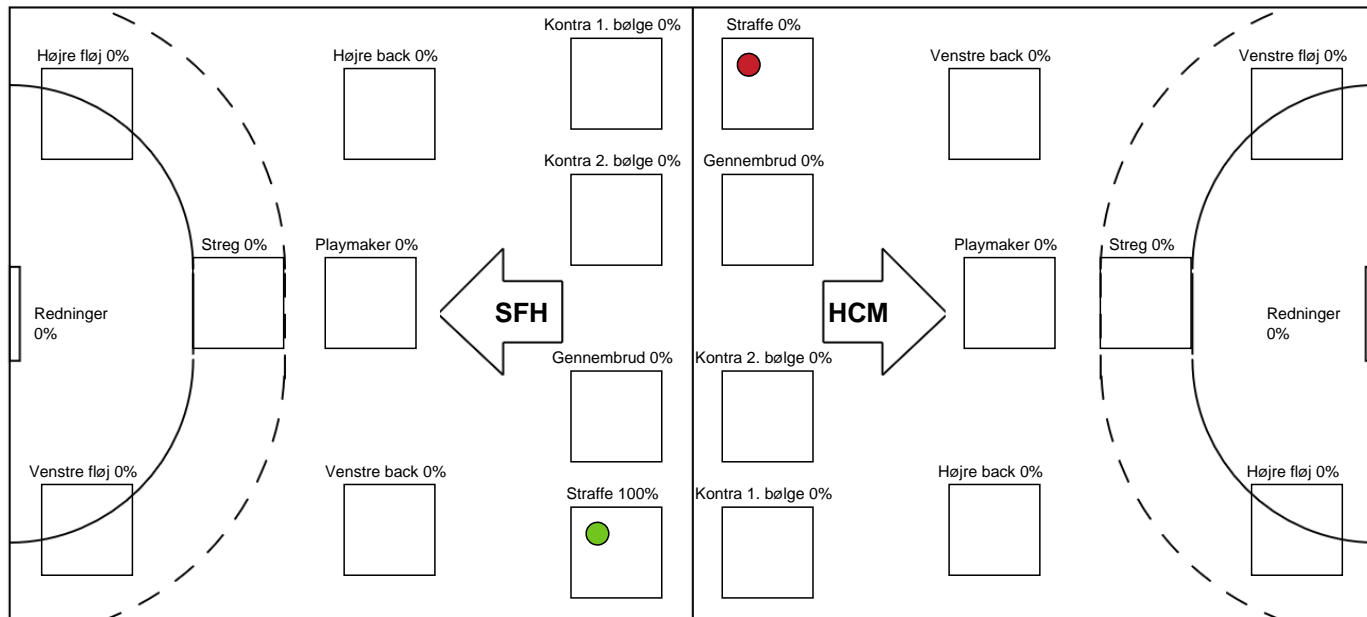 Kontra 1. bølge 0%
Straffe 0%
Højre fløj 0%
Højre back 0%
Venstre back 0%
Venstre fløj 0%
Kontra 2. bølge 0%
Gennembrud 0%
Streg 0%
Playmaker 0%
Playmaker 0%
Streg 0%
Redninger
0%
SFH
HCM
Redninger
0%
Gennembrud 0%
Kontra 2. bølge 0%
Venstre fløj 0%
Venstre back 0%
Højre back 0%
Højre fløj 0%
Straffe 100%
Kontra 1. bølge 0%